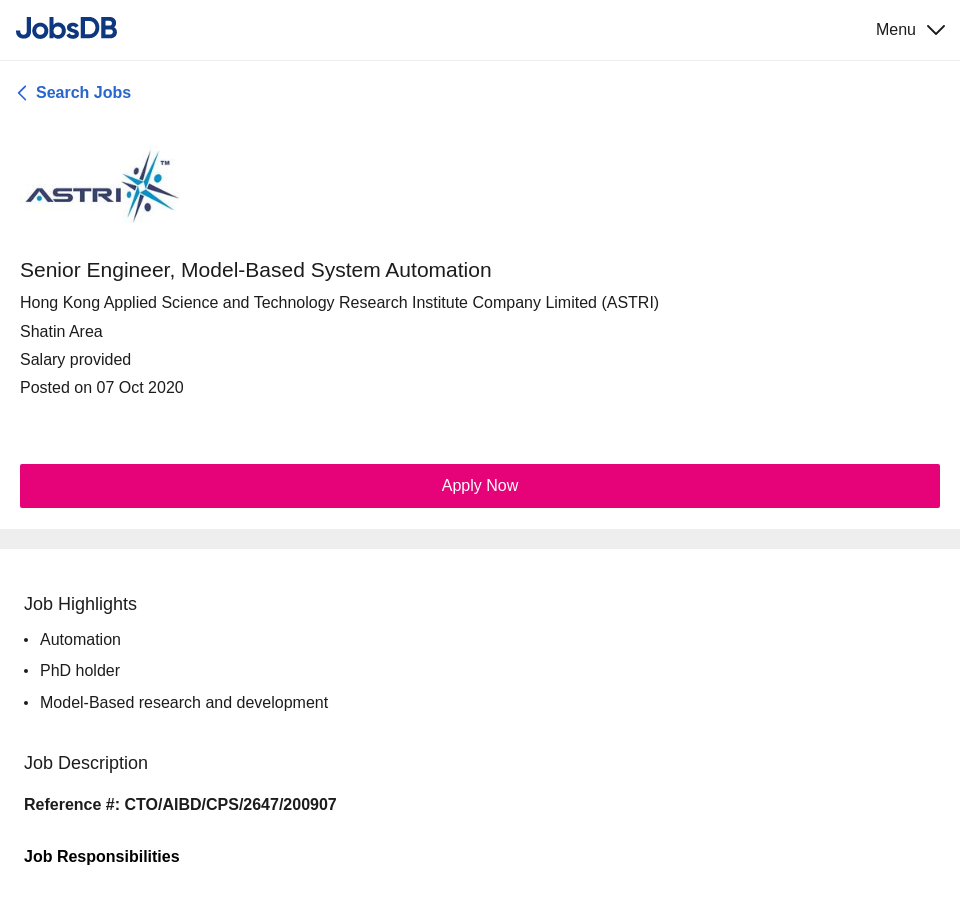 JobsDB
Menu
Search Jobs
ASTRI™
Senior Engineer, Model-Based System Automation
Hong Kong Applied Science and Technology Research Institute Company Limited (ASTRI)
Shatin Area
Salary provided
Posted on 07 Oct 2020
Apply Now
Job Highlights
• Automation
• PhD holder
• Model-Based research and development
Job Description
Reference #: CTO/AIBD/CPS/2647/200907
Job Responsibilities